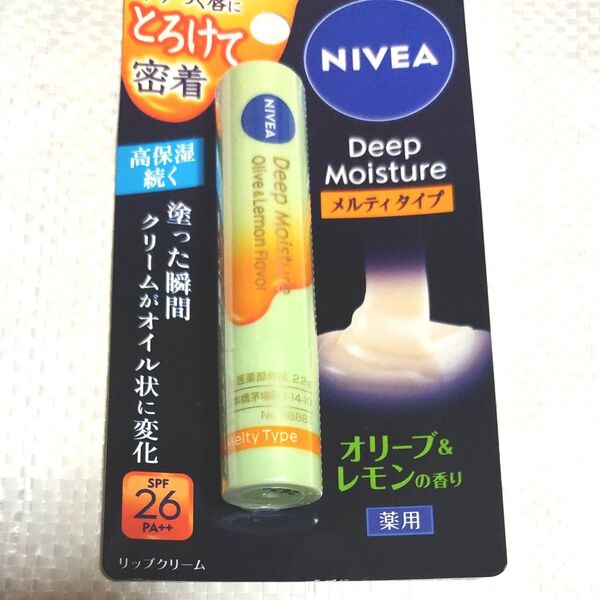 とろけて
密着
高保湿
続く
塗った瞬間
クリームがオイル状に変化
SPF
26
PA++
リップクリーム
NIVEA
Deep Moisture
Olive&Lemon Flavor
医薬部外品 2.2g
Melty Type
NIVEA
Deep
Moisture
メルティタイプ
オリーブ&
レモンの香り
薬用